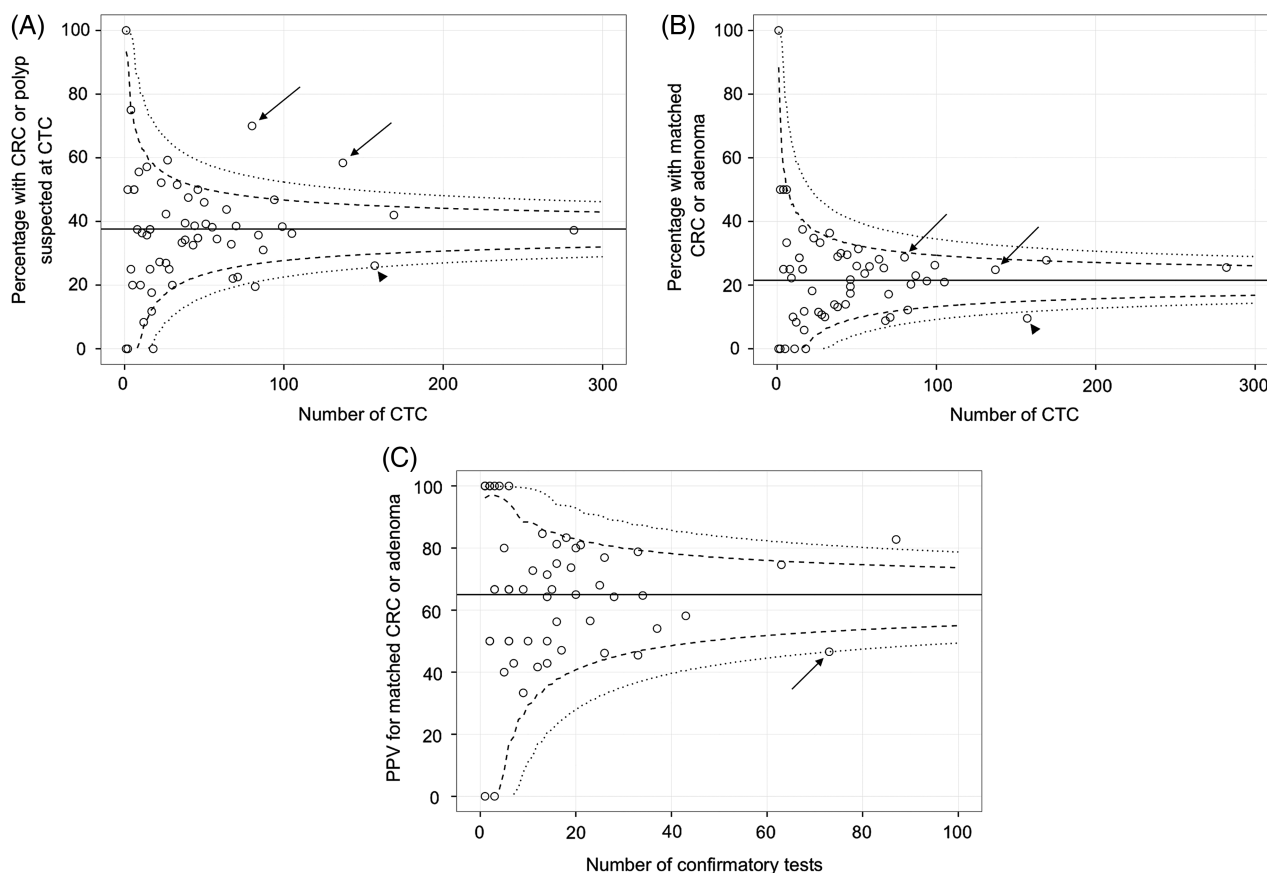 (A)
Percentage with CRC or polyp
suspected at CTC
100
80
60
40
20
0
0 100 200 300
Number of CTC
(B)
Percentage with matched
CRC or adenoma
100
80
60
40
20
0
0 100 200 300
Number of CTC
(C)
PPV for matched CRC or adenoma
100
80
60
40
20
0
0 20 40 60 80 100
Number of confirmatory tests